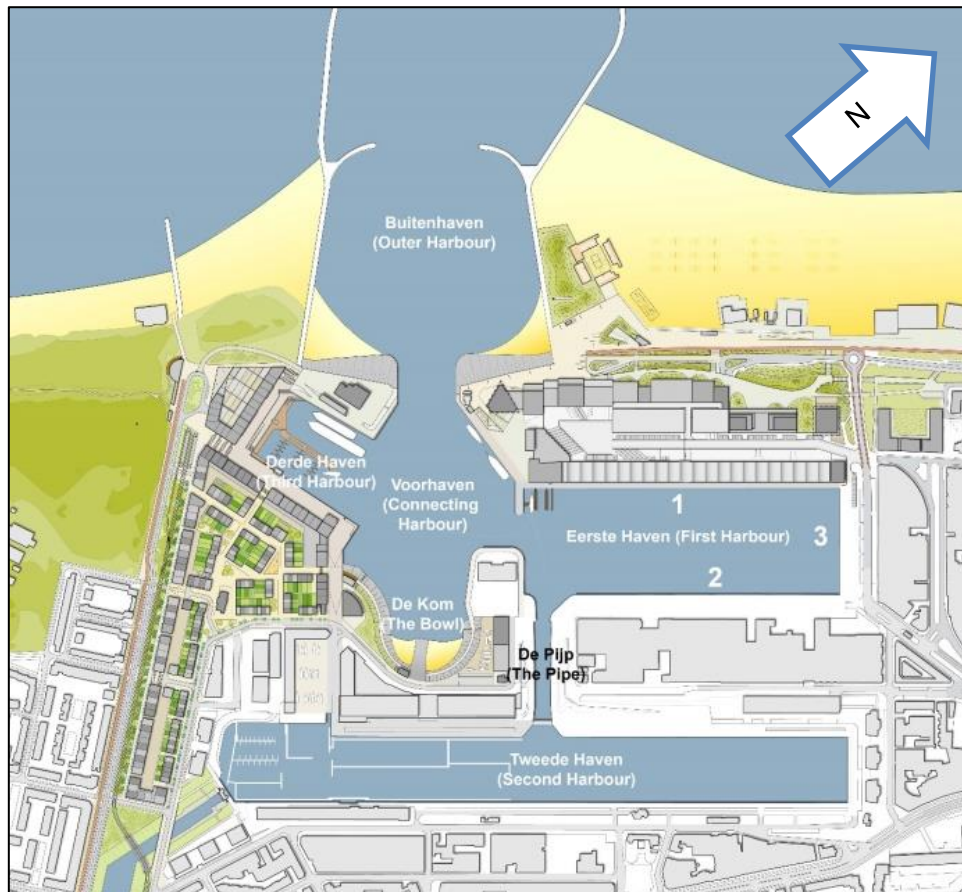 N
Buitenhaven
(Outer Harbour)
Derde Haven
(Third Harbour)
Voorhaven
(Connecting
Harbour)
1
Eerste Haven (First Harbour)
3
2
De Kom
(The Bowl)
De Pijp
(The Pipe)
Tweede Haven
(Second Harbour)